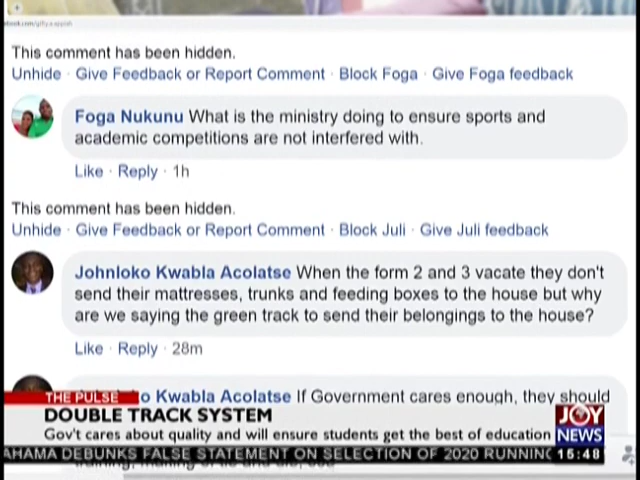 This comment has been hidden.
Unhide · Give Feedback or Report Comment · Block Foga · Give Foga feedback
Foga Nukunu What is the ministry doing to ensure sports and
academic competitions are not interfered with.
Like · Reply · 1h
This comment has been hidden.
Unhide · Give Feedback or Report Comment · Block Juli · Give Juli feedback
Johnloko Kwabla Acolatse When the form 2 and 3 vacate they don't
send their mattresses, trunks and feeding boxes to the house but why
are we saying the green track to send their belongings to the house?
Like · Reply · 28m
o Kwabla Acolatse If Government cares enough, they should
THE PULSE
DOUBLE TRACK SYSTEM
Gov't cares about quality and will ensure students get the best of education
JOY
NEWS
AHAMA DEBUNKS FALSE STATEMENT ON SELECTION OF 2020 RUNNING
15:48